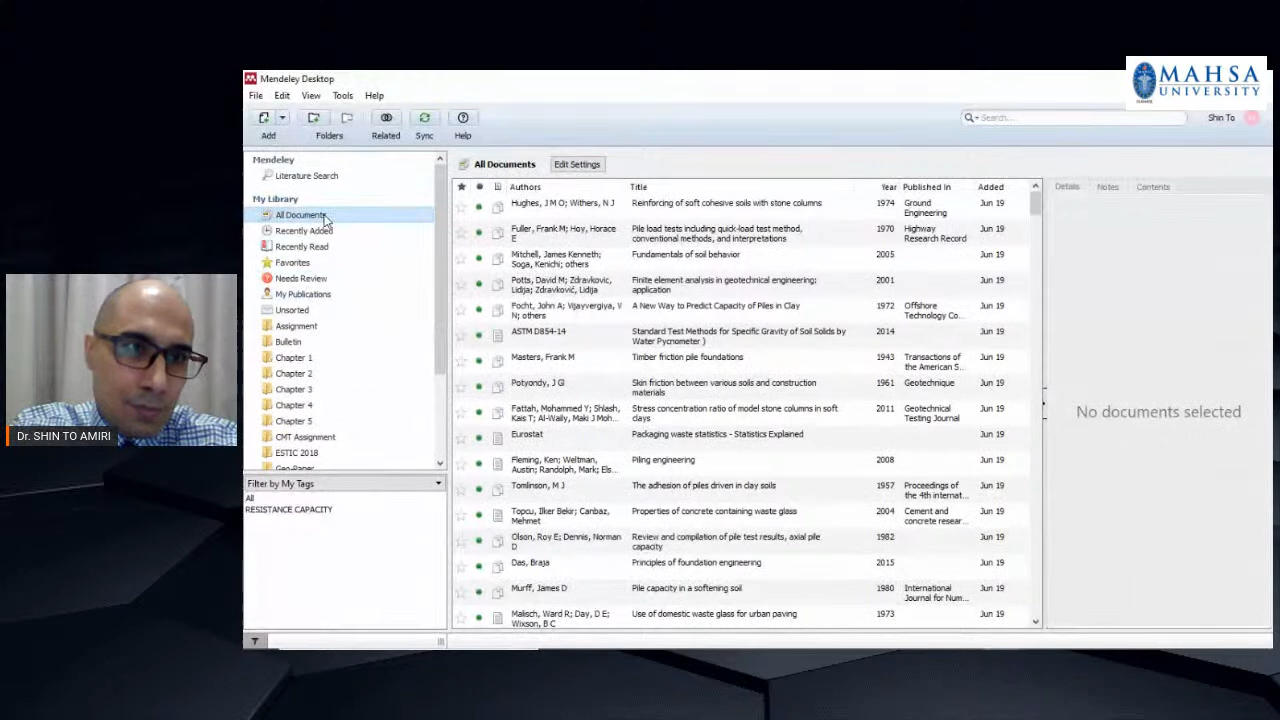 MAHSA
UNIVERSITY
Mendeley Desktop
File Edit View Tools Help
Add Folders Related Sync Help
Search...
Shin To
Mendeley
Literature Search
My Library
All Documents
Recently Added
Recently Read
Favorites
Needs Review
My Publications
Unsorted
Assignment
Bulletin
Chapter 1
Chapter 2
Chapter 3
Chapter 4
Chapter 5
CMT Assignment
ESTIC 2018
Geo-Paper
Filter by My Tags
All
RESISTANCE CAPACITY
All Documents Edit Settings
Authors Title Year Published In Added
Hughes, J M O; Withers, N J Reinforcing of soft cohesive soils with stone columns 1974 Ground Jun 19
Engineering
Fuller, Frank M; Hoy, Horace Pile load tests including quick-load test method, 1970 Highway Jun 19
E conventional methods, and interpretations Research Record
Mitchell, James Kenneth; Fundamentals of soil behavior 2005 Jun 19
Soga, Kenichi; others
Potts, David M; Zdravkovic, Finite element analysis in geotechnical engineering: 2001 Jun 19
Lidija; Zdravković, Lidija application
Focht, John A; Vijayvergiya, V A New Way to Predict Capacity of Piles in Clay 1972 Offshore Jun 19
N; others Technology Co...
ASTM D854-14 Standard Test Methods for Specific Gravity of Soil Solids by 2014 Jun 19
Water Pycnometer )
Masters, Frank M Timber friction pile foundations 1943 Transactions of Jun 19
the American S...
Potyondy, J G Skin friction between various soils and construction 1961 Geotechnique Jun 19
materials
Fattah, Mohammed Y; Shlash, Stress concentration ratio of model stone columns in soft 2011 Geotechnical Jun 19
Kais T; Al-Waily, Maki J Moh... clays Testing Journal
Eurostat Packaging waste statistics - Statistics Explained Jun 19
Fleming, Ken; Weltman, Piling engineering 2008 Jun 19
Austin; Randolph, Mark; Els...
Tomlinson, M J The adhesion of piles driven in clay soils 1957 Proceedings of Jun 19
the 4th internat...
Topcu, Ilker Bekir; Canbaz, Properties of concrete containing waste glass 2004 Cement and Jun 19
Mehmet concrete resear...
Olson, Roy E; Dennis, Norman Review and compilation of pile test results, axial pile 1982 Jun 19
D capacity
Das, Braja Principles of foundation engineering 2015 Jun 19
Murff, James D Pile capacity in a softening soil 1980 International Jun 19
Journal for Num...
Malisch, Ward R; Day, D E; Use of domestic waste glass for urban paving 1973 Jun 19
Wixson, B C
Details Notes Contents
No documents selected
Dr. SHIN TO AMIRI